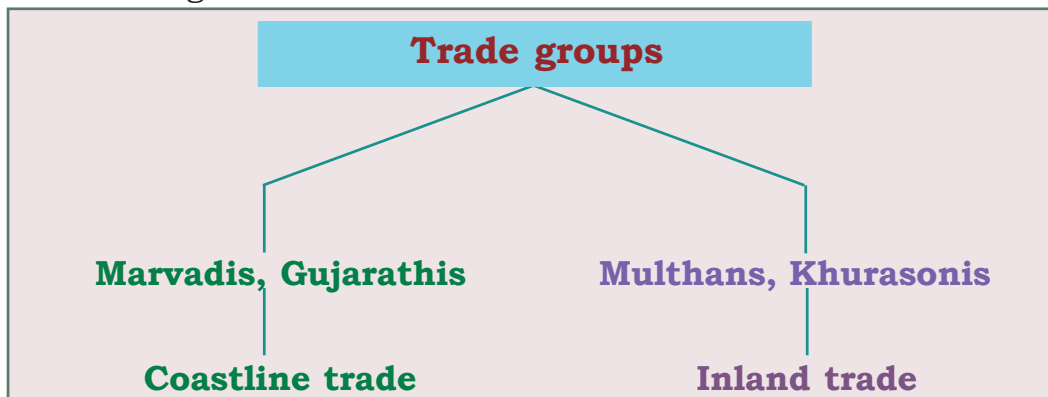 Trade groups
Marvadis, Gujarathis
Multhans, Khurasonis
Coastline trade
Inland trade